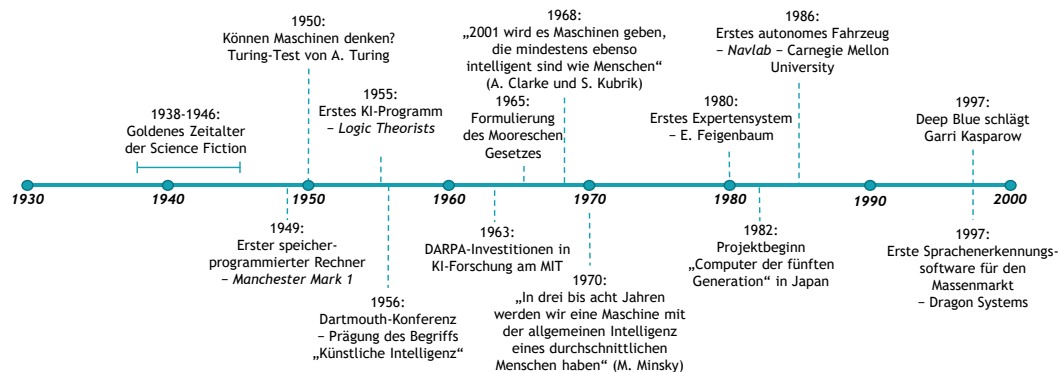 1938-1946:
Goldenes Zeitalter
der Science Fiction
1950:
Können Maschinen denken?
Turing-Test von A. Turing
1955:
Erstes KI-Programm
– Logic Theorists
1965:
Formulierung
des Mooreschen
Gesetzes
1968:
„2001 wird es Maschinen geben,
die mindestens ebenso
intelligent sind wie Menschen“
(A. Clarke und S. Kubrik)
1980:
Erstes Expertensystem
– E. Feigenbaum
1986:
Erstes autonomes Fahrzeug
– Navlab – Carnegie Mellon
University
1997:
Deep Blue schlägt
Garri Kasparow
1930 1940 1950 1960 1970 1980 1990 2000
1949:
Erster speicher-
programmierter Rechner
– Manchester Mark 1
1956:
Dartmouth-Konferenz
– Prägung des Begriffs
„Künstliche Intelligenz“
1963:
DARPA-Investitionen in
KI-Forschung am MIT
1970:
„In drei bis acht Jahren
werden wir eine Maschine mit
der allgemeinen Intelligenz
eines durchschnittlichen
Menschen haben“ (M. Minsky)
1982:
Projektbeginn
„Computer der fünften
Generation“ in Japan
1997:
Erste Sprachenerkennungs-
software für den
Massenmarkt
– Dragon Systems